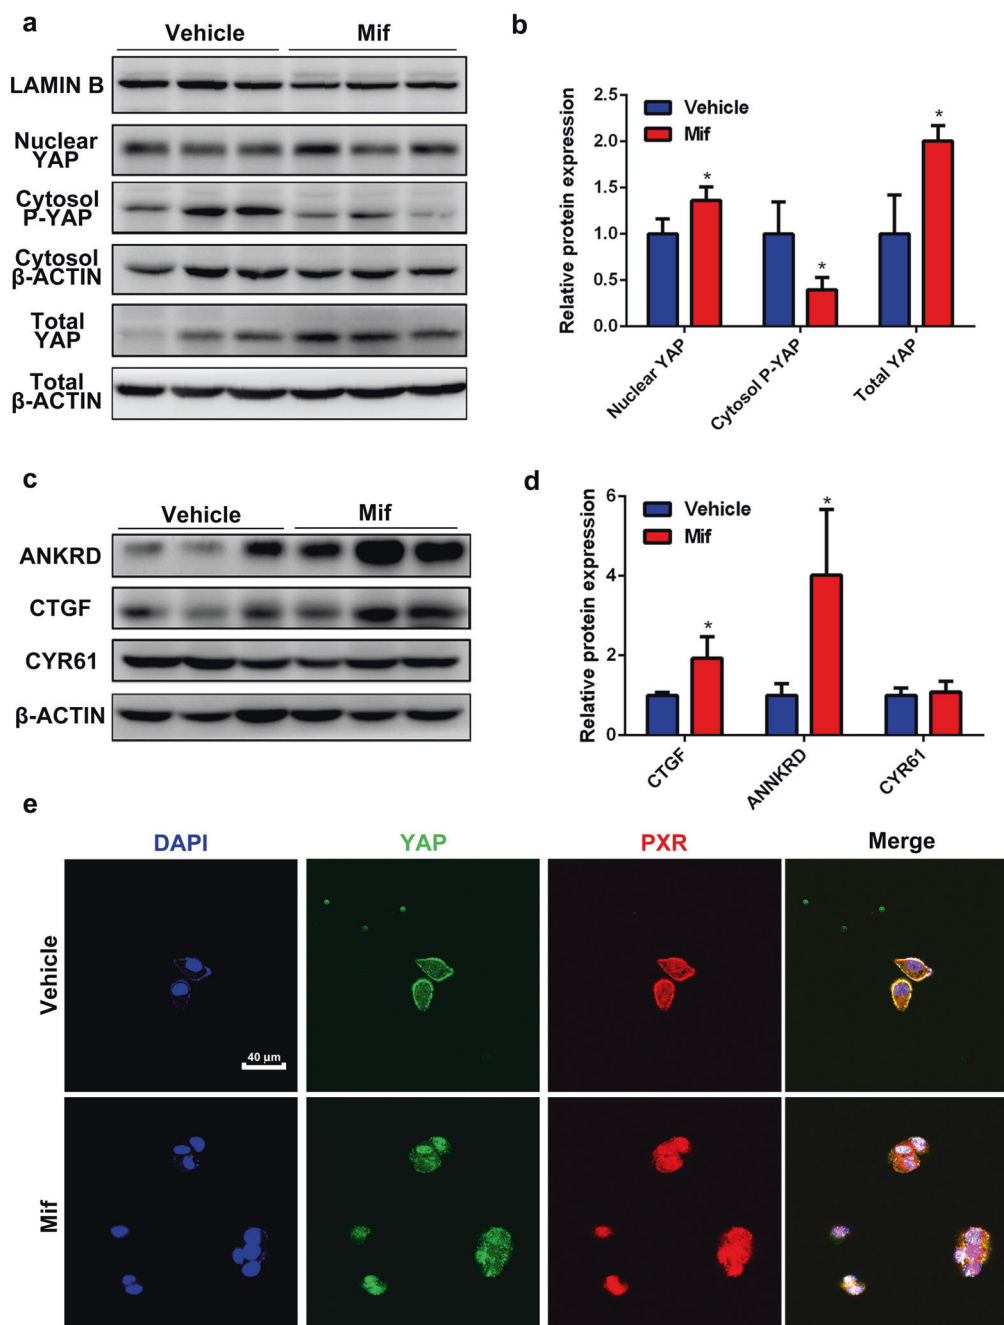 a
Vehicle Mif
LAMIN B
Nuclear
YAP
Cytosol
P-YAP
Cytosol
β-ACTIN
Total
YAP
Total
β-ACTIN
b
Relative protein expression
2.5
2.0
1.5
1.0
0.5
0.0
Vehicle
Mif
*
*
*
Nuclear YAP
Cytosol P-YAP
Total YAP
c
Vehicle Mif
ANKRD
CTGF
CYR61
β-ACTIN
d
Relative protein expression
6
4
2
0
Vehicle
Mif
*
*
CTGF
ANNKRD
CYR61
e
DAPI YAP PXR Merge
Vehicle
40 μm
Mif